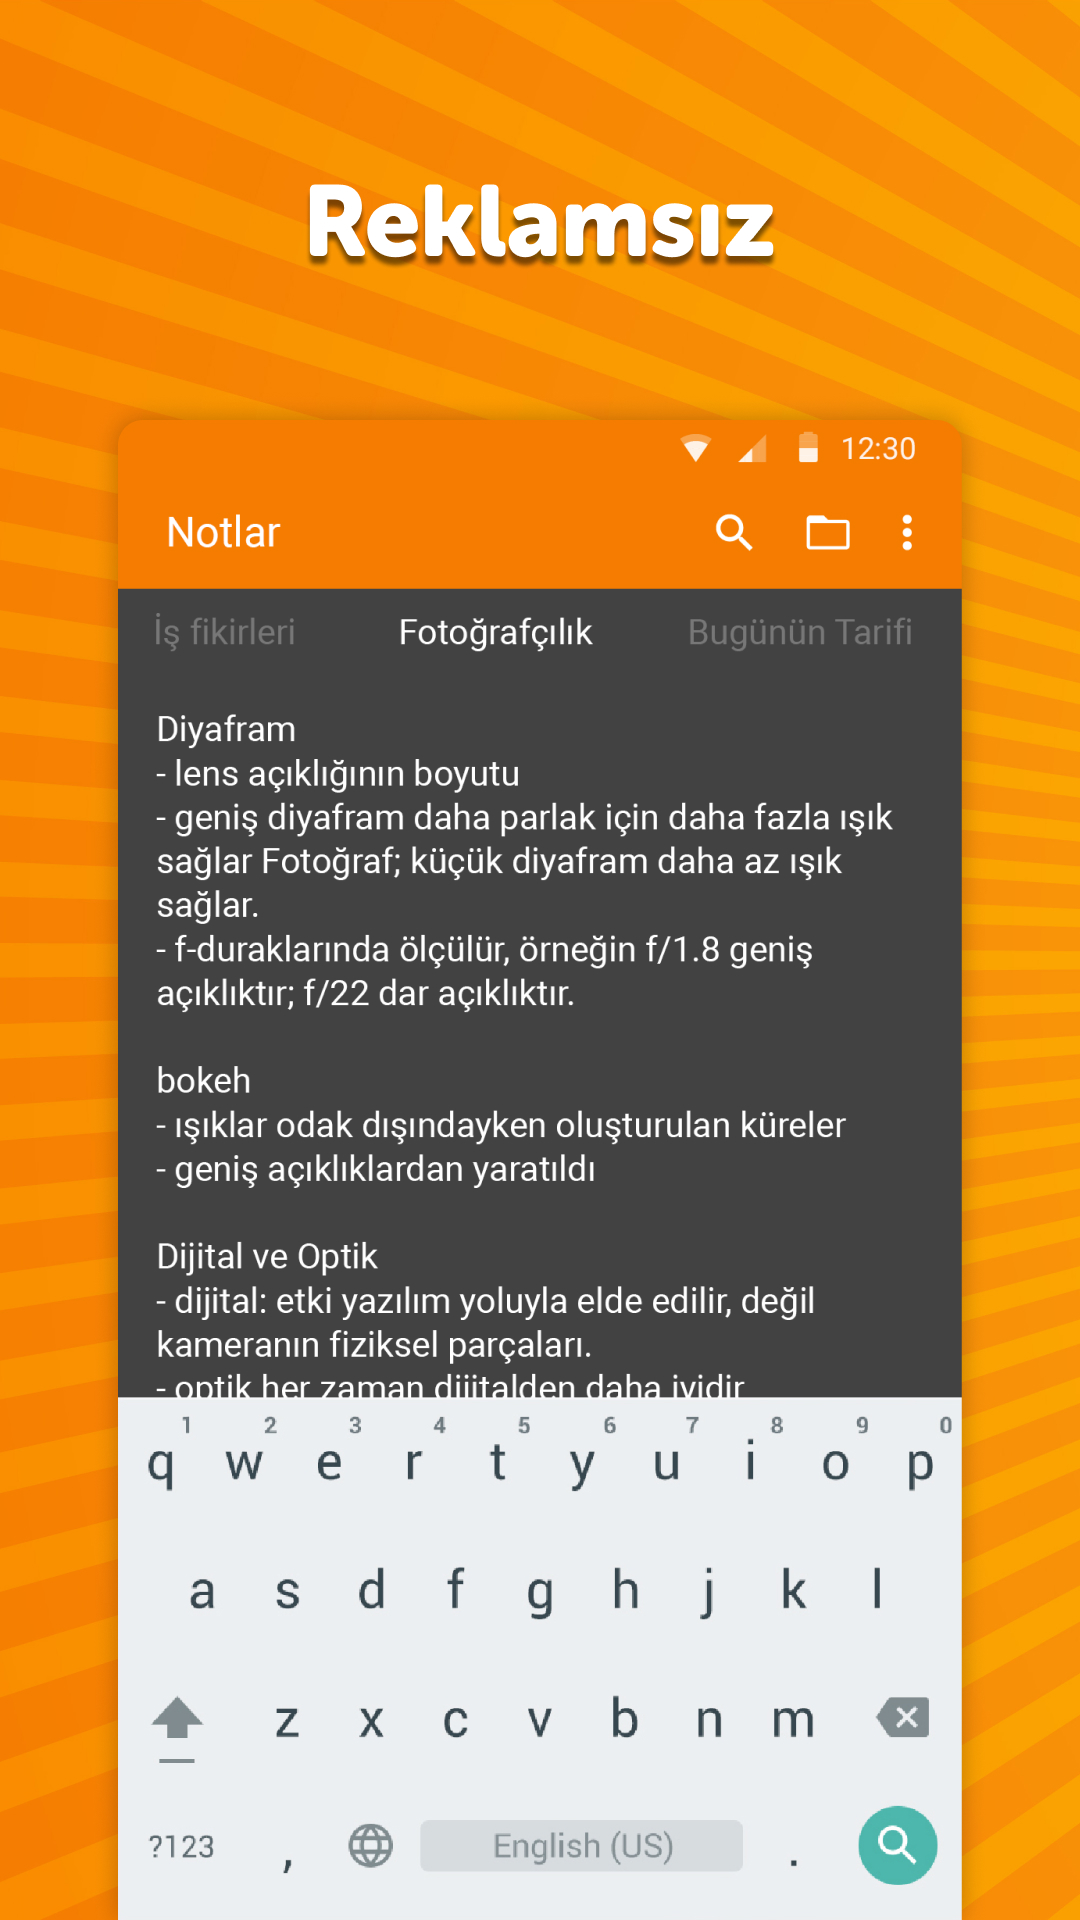 Reklamsız
12:30
Notlar
İş fikirleri Fotoğrafçılık Bugünün Tarifi
Diyafram
- lens açıklığının boyutu
- geniş diyafram daha parlak için daha fazla ışık
sağlar Fotoğraf; küçük diyafram daha az ışık
sağlar.
- f-duraklarında ölçülür, örneğin f/1.8 geniş
açıklıktır; f/22 dar açıklıktır.
bokeh
- ışıklar odak dışındayken oluşturulan küreler
- geniş açıklıklardan yaratıldı
Dijital ve Optik
- dijital: etki yazılım yoluyla elde edilir, değil
kameranın fiziksel parçaları.
- optik her zaman dijitalden daha iyidir
1 2 3 4 5 6 7 8 9 0
q w e r t y u i o p
a s d f g h j k l
z x c v b n m
?123 , English (US) .